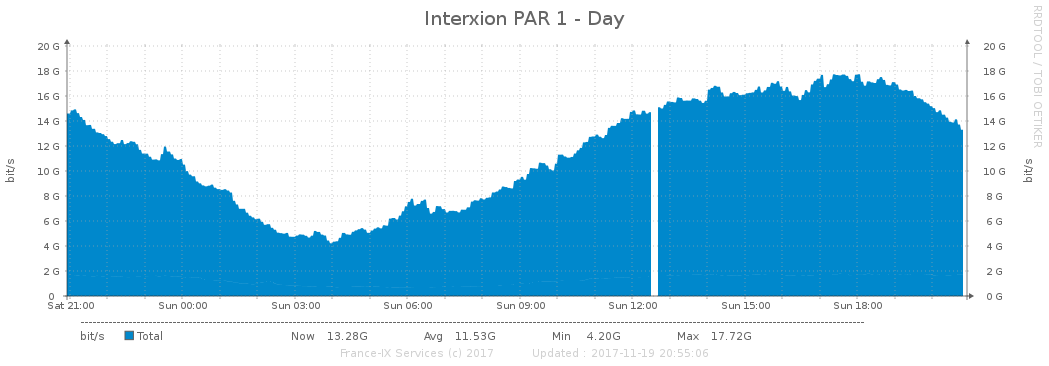 Interxion PAR 1 - Day
RRDTOOL / TOBI OETIKER
bit/s
20 G 20 G
18 G 18 G
16 G 16 G
14 G 14 G
12 G 12 G
10 G 10 G
8 G 8 G
6 G 6 G
4 G 4 G
2 G 2 G
0 0 G
bit/s
Sat 21:00 Sun 00:00 Sun 03:00 Sun 06:00 Sun 09:00 Sun 12:00 Sun 15:00 Sun 18:00
bit/s Total Now 13.28G Avg 11.53G Min 4.20G Max 17.72G
France-IX Services (c) 2017 Updated : 2017-11-19 20:55:06